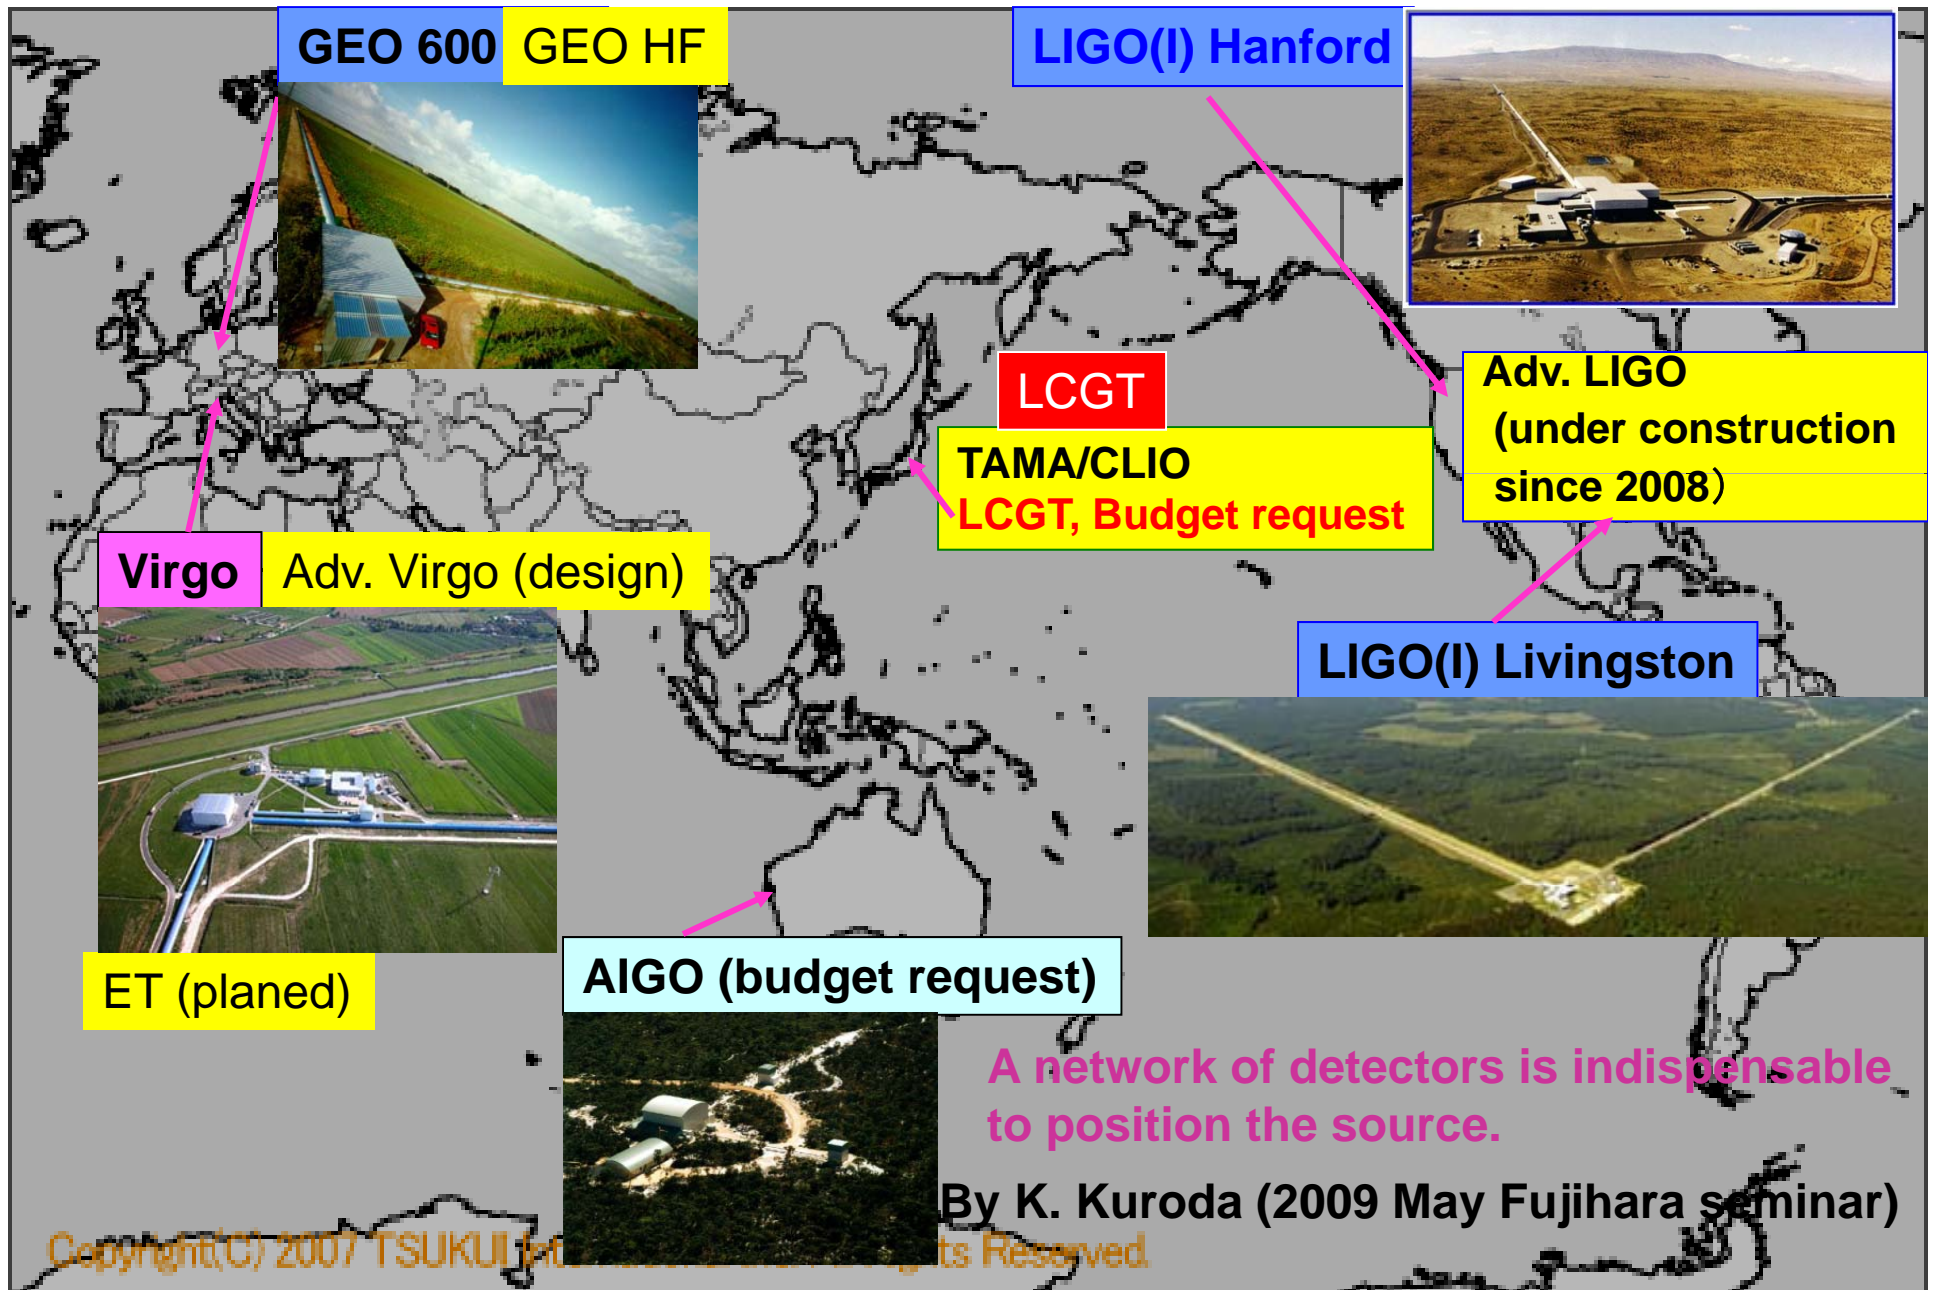 GEO 600 GEO HF
LIGO(I) Hanford
LCGT
TAMA/CLIO
LCGT, Budget request
Adv. LIGO
(under construction
since 2008）
Virgo Adv. Virgo (design)
LIGO(I) Livingston
ET (planed)
AIGO (budget request)
A network of detectors is indispensable
to position the source.
By K. Kuroda (2009 May Fujihara seminar)
Copyright(C) 2007 TSUKUI Reserved.